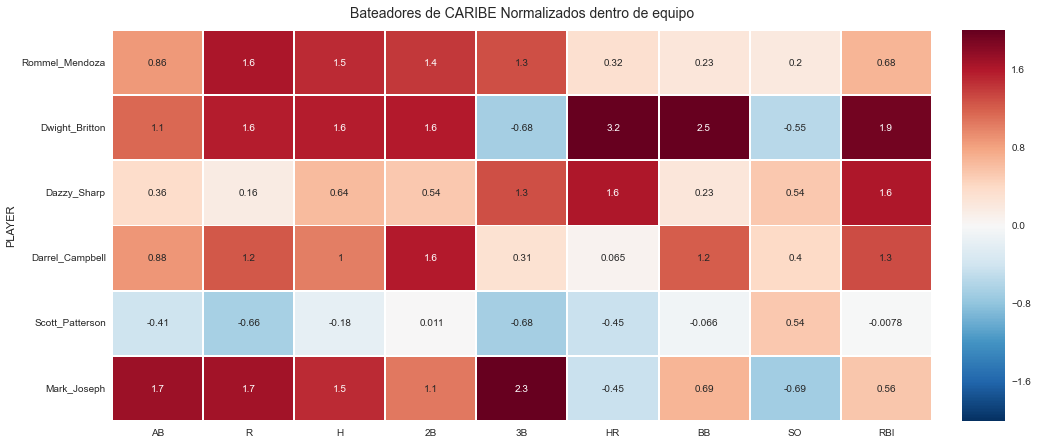 Bateadores de CARIBE Normalizados dentro de equipo
PLAYER
Rommel_Mendoza 0.86 1.6 1.5 1.4 1.3 0.32 0.23 0.2 0.68
Dwight_Britton 1.1 1.6 1.6 1.6 -0.68 3.2 2.5 -0.55 1.9
Dazzy_Sharp 0.36 0.16 0.64 0.54 1.3 1.6 0.23 0.54 1.6
Darrel_Campbell 0.88 1.2 1 1.6 0.31 0.065 1.2 0.4 1.3
Scott_Patterson -0.41 -0.66 -0.18 0.011 -0.68 -0.45 -0.066 0.54 -0.0078
Mark_Joseph 1.7 1.7 1.5 1.1 2.3 -0.45 0.69 -0.69 0.56
AB R H 2B 3B HR BB SO RBI
1.6
0.8
0.0
−0.8
−1.6